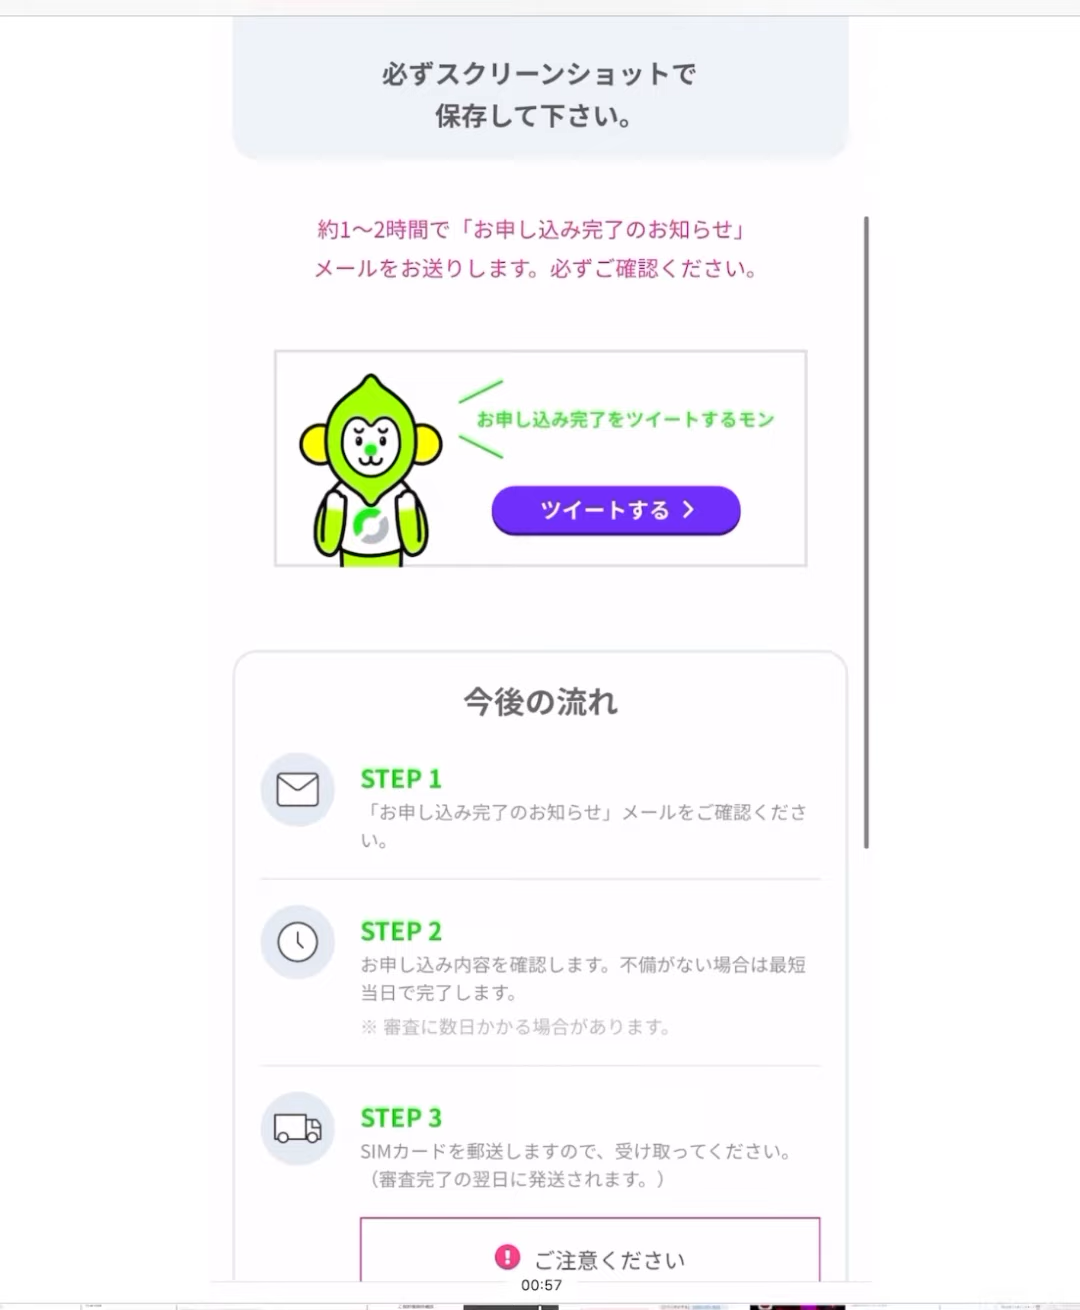 必ずスクリーンショットで
保存して下さい。
約1〜2時間で「お申し込み完了のお知らせ」
メールをお送りします。必ずご確認ください。
お申し込み完了をツイートするモン
ツイートする
今後の流れ
STEP 1
「お申し込み完了のお知らせ」メールをご確認くださ
い。
STEP 2
お申し込み内容を確認します。不備がない場合は最短
当日で完了します。
※ 審査に数日かかる場合があります。
STEP 3
SIMカードを郵送しますので、受け取ってください。
（審査完了の翌日に発送されます。）
ご注意ください
00:57